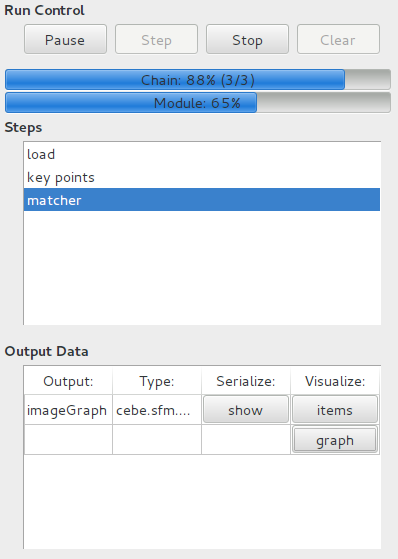 Run Control
Pause Step Stop Clear
Chain: 88% (3/3)
Module: 65%
Steps
load
key points
matcher
Output Data
Output: Type: Serialize: Visualize:
imageGraph cebe.sfm.... show items
graph